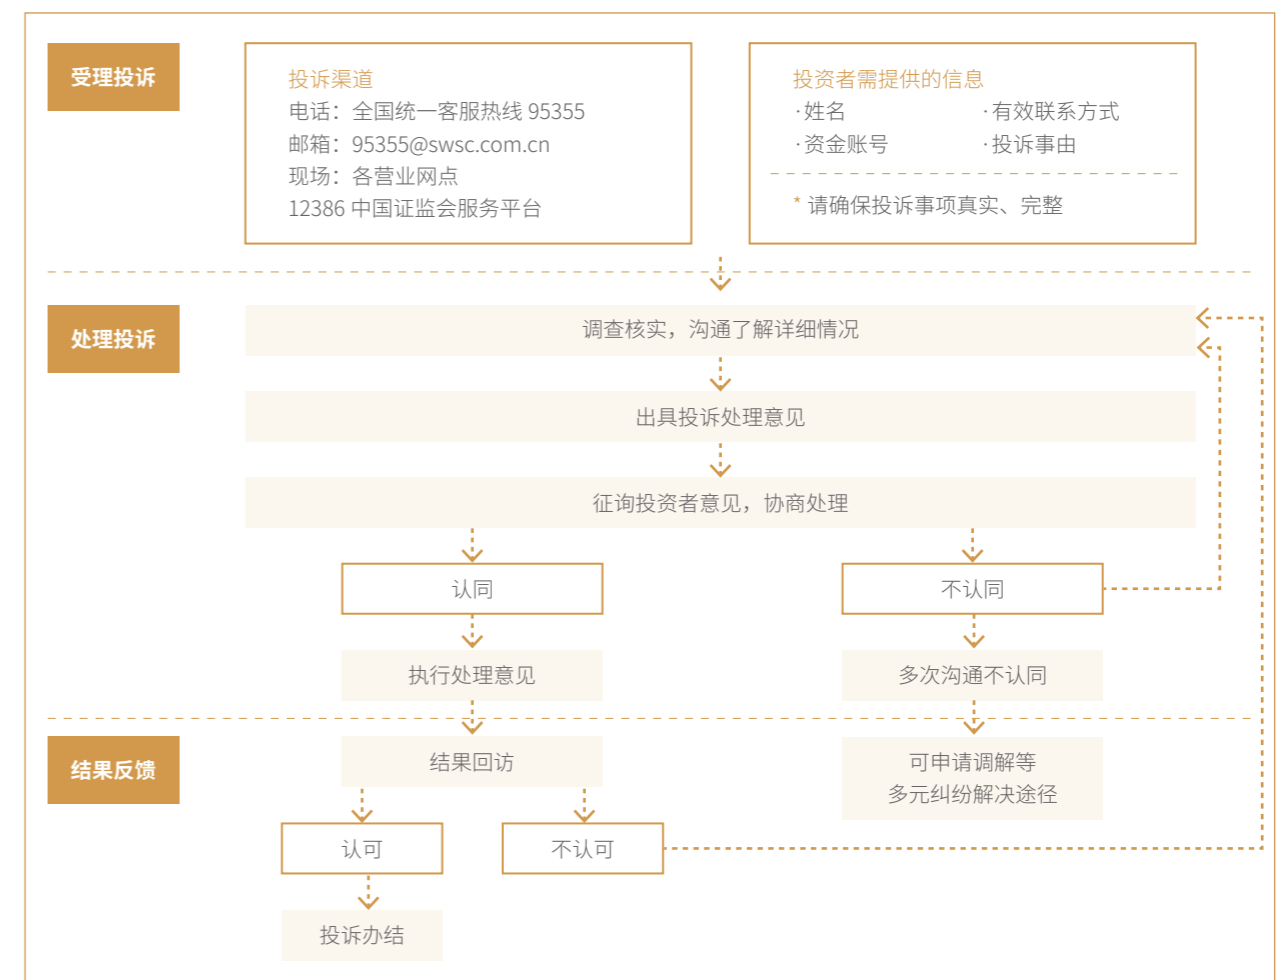 受理投诉
投诉渠道
电话：全国统一客服热线 95355
邮箱：95355@swsc.com.cn
现场：各营业网点
12386 中国证监会服务平台
投资者需提供的信息
·姓名 ·有效联系方式
·资金账号 ·投诉事由
* 请确保投诉事项真实、完整
处理投诉
调查核实，沟通了解详细情况
出具投诉处理意见
征询投资者意见，协商处理
认同 不认同
执行处理意见 多次沟通不认同
结果反馈
结果回访
可申请调解等
多元纠纷解决途径
认可 不认可
投诉办结